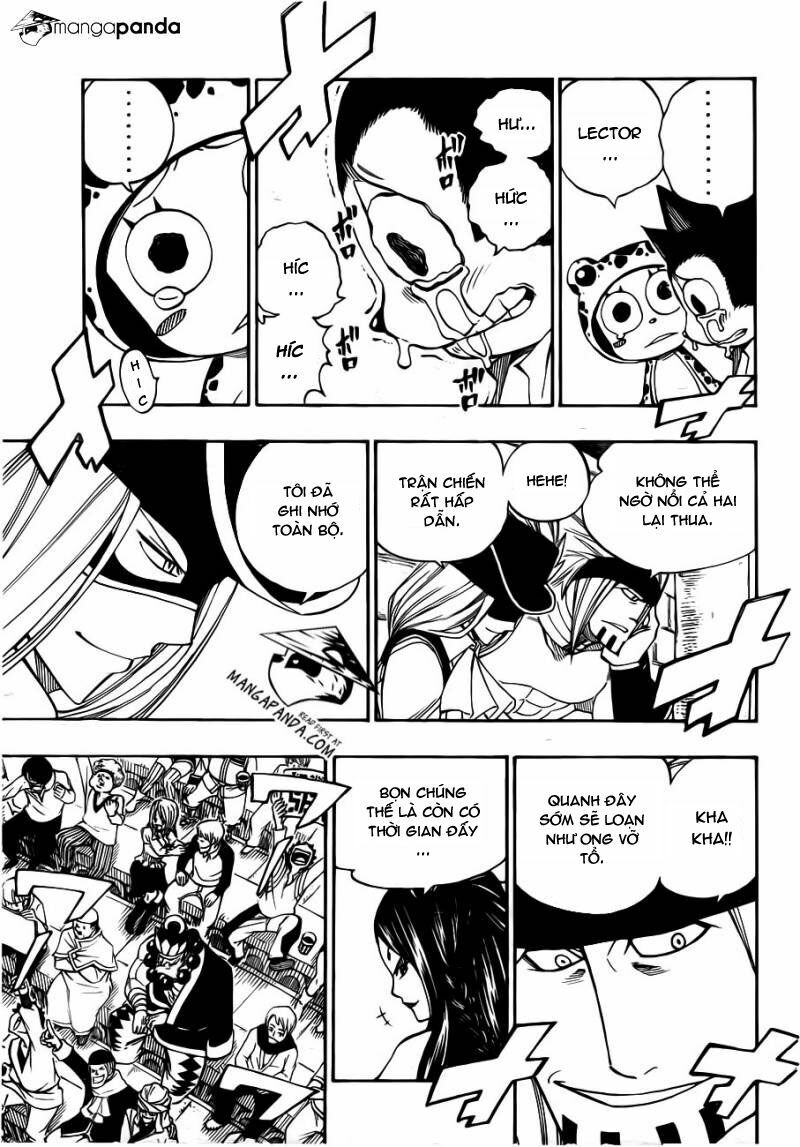 mangapanda
LECTOR
...
......
HƯ...
HỨC
...
HÍC
...
HÍC
...
......
HÍC
KHÔNG THỂ
NGỜ NỔI CẢ HAI
LẠI THUA.
HEHE!
TRẬN CHIẾN
RẤT HẤP
DẪN.
TÔI ĐÃ
GHI NHỚ
TOÀN BỘ.
READ FIRST AT
MANGAPANDA.COM
KHA
KHA!!
QUANH ĐÂY
SỚM SẼ LOẠN
NHƯ ONG VỠ
TỔ.
BỌN CHÚNG
THẾ LÀ CÒN CÓ
THỜI GIAN ĐẤY
...